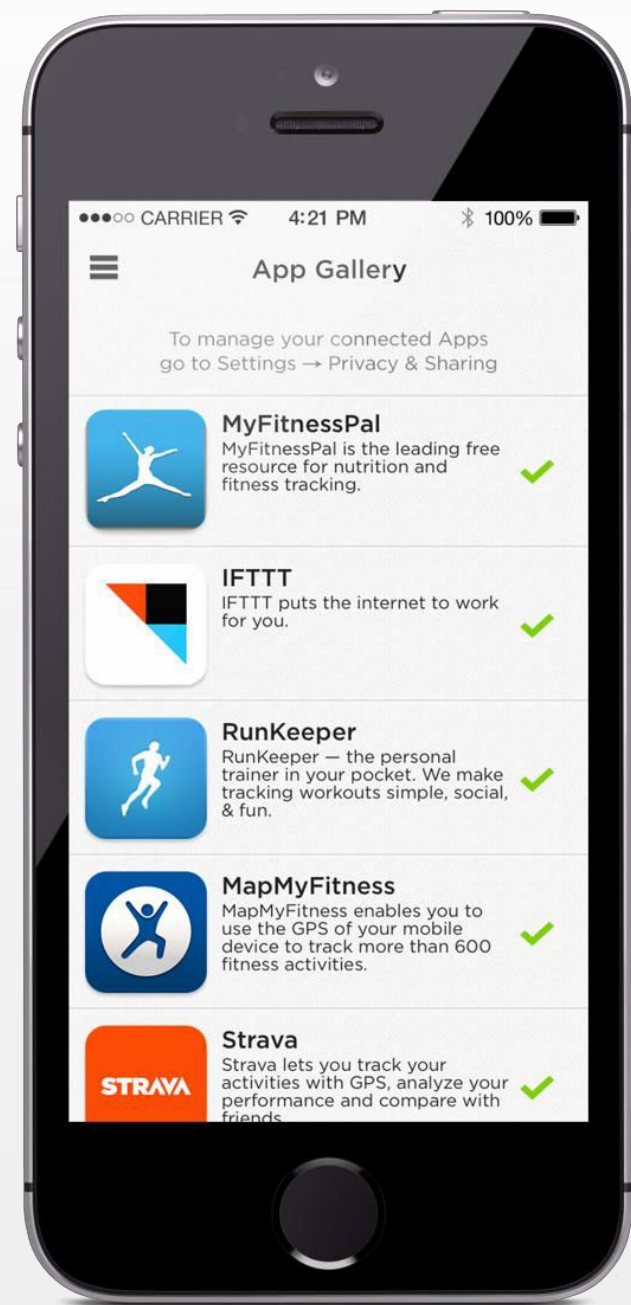 CARRIER 4:21 PM 100%
App Gallery
To manage your connected Apps
go to Settings → Privacy & Sharing
MyFitnessPal
MyFitnessPal is the leading free
resource for nutrition and
fitness tracking.
IFTTT
IFTTT puts the internet to work
for you.
RunKeeper
RunKeeper — the personal
trainer in your pocket. We make
tracking workouts simple, social,
& fun.
MapMyFitness
MapMyFitness enables you to
use the GPS of your mobile
device to track more than 600
fitness activities.
STRAVA
Strava
Strava lets you track your
activities with GPS, analyze your
performance and compare with
friends